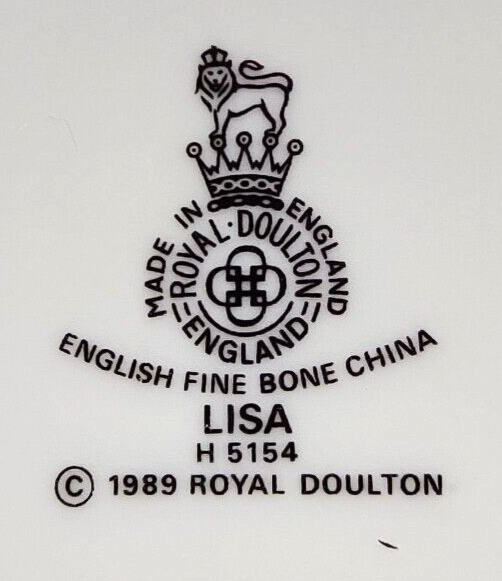 MADE IN ENGLAND
ROYAL·DOULTON
ENGLAND
ENGLISH FINE BONE CHINA
LISA
H 5154
© 1989 ROYAL DOULTON